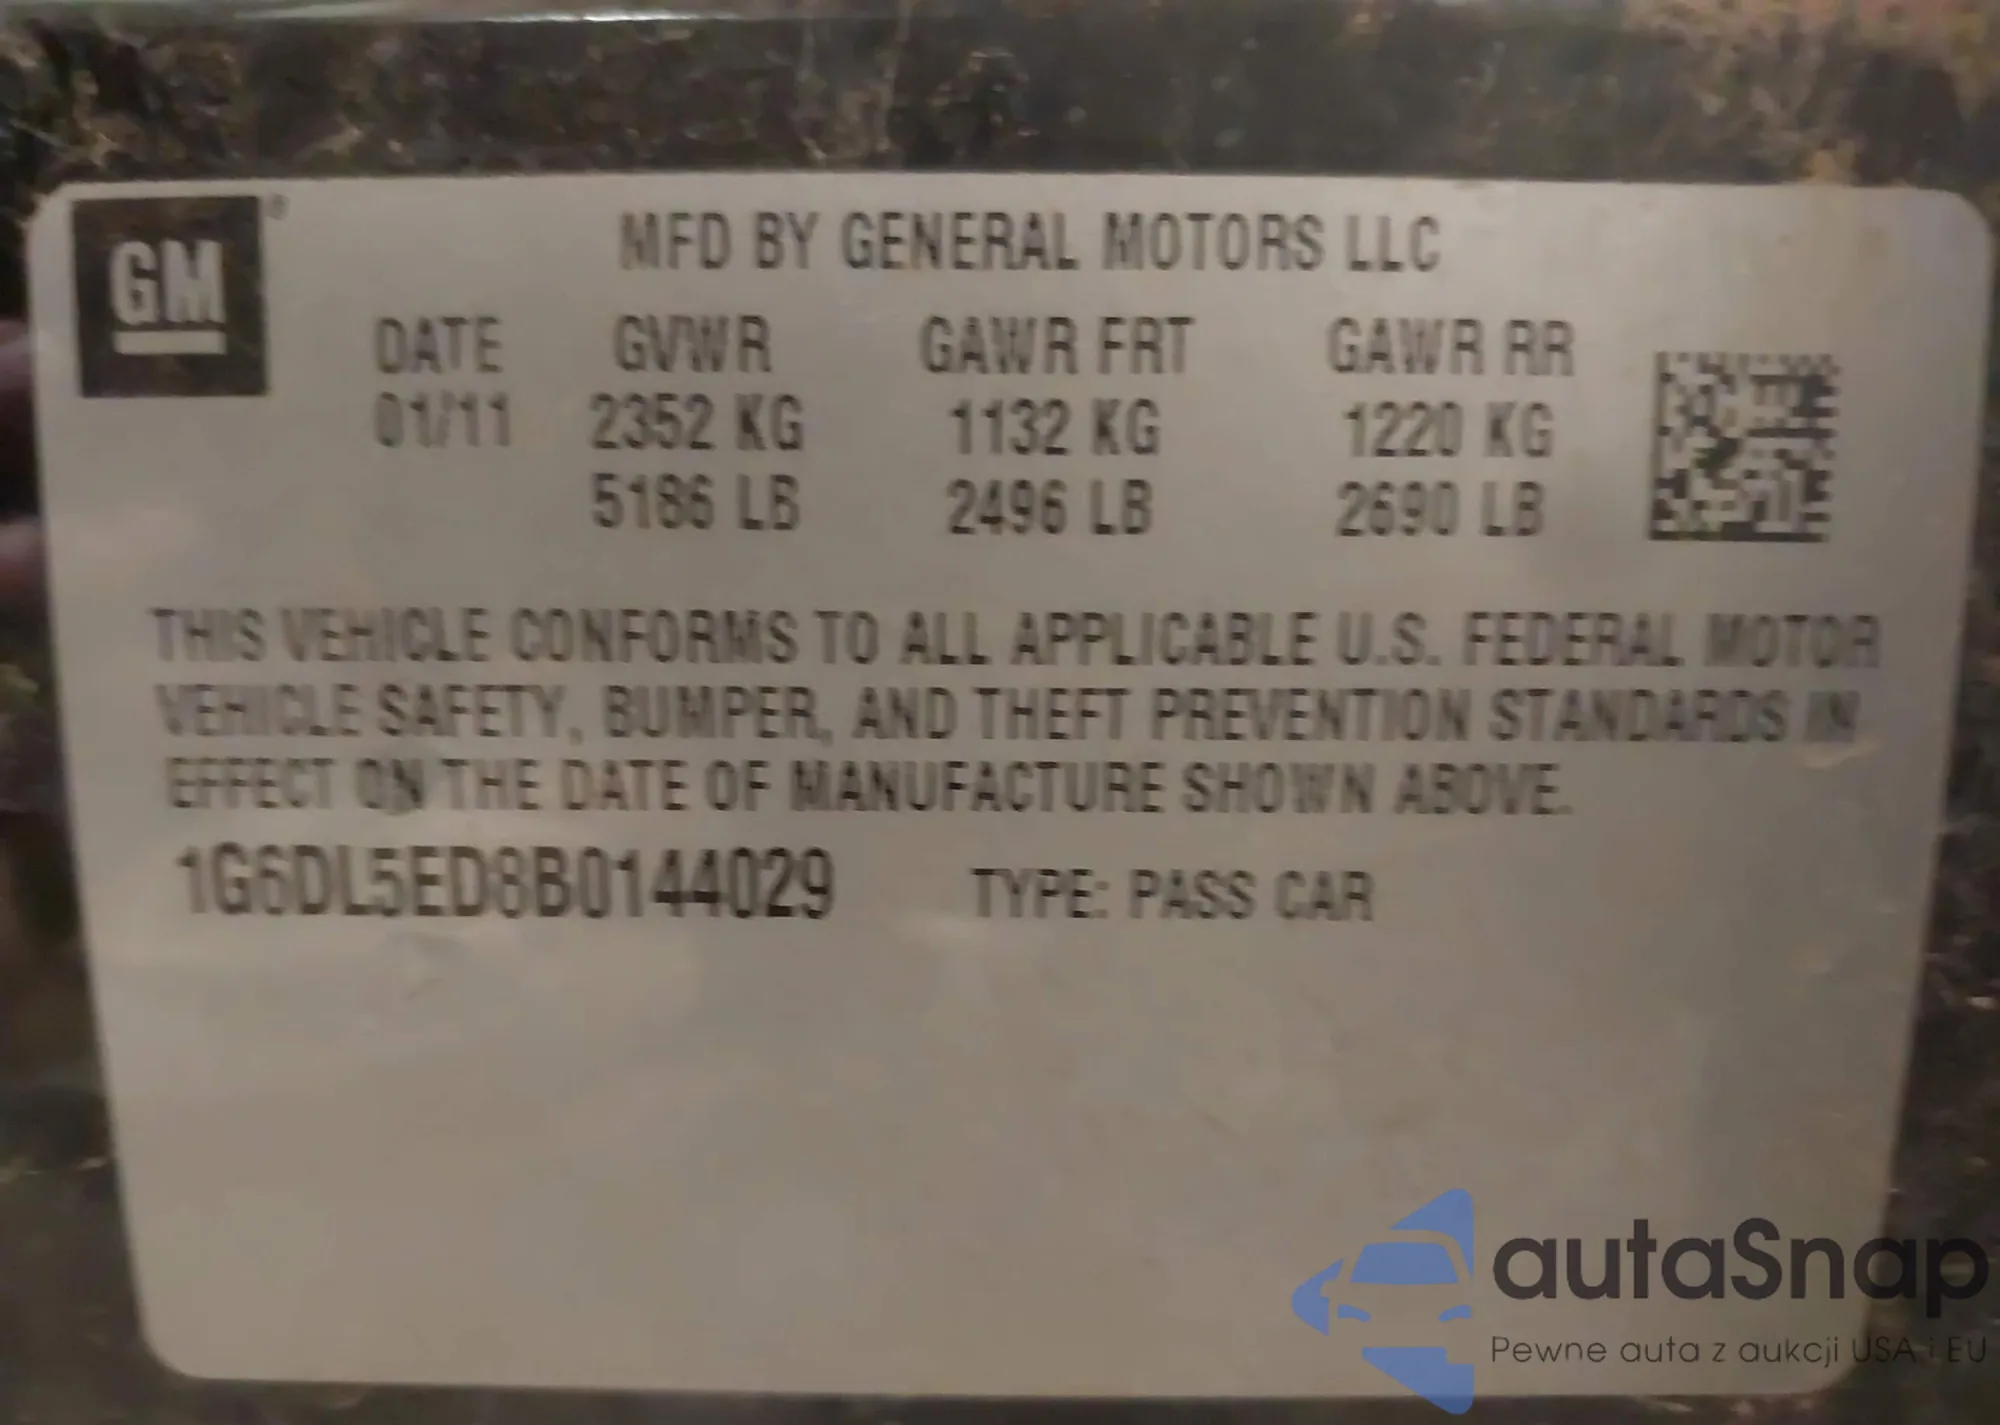 GM®
MFD BY GENERAL MOTORS LLC
DATE GVWR GAWR FRT GAWR RR
01/11 2352 KG 1132 KG 1220 KG
5186 LB 2496 LB 2690 LB
THIS VEHICLE CONFORMS TO ALL APPLICABLE U.S. FEDERAL MOTOR
VEHICLE SAFETY, BUMPER, AND THEFT PREVENTION STANDARDS IN
EFFECT ON THE DATE OF MANUFACTURE SHOWN ABOVE.
1G6DL5ED8B0144029 TYPE: PASS CAR
autaSnap
Pewne auta z aukcji USA i EU